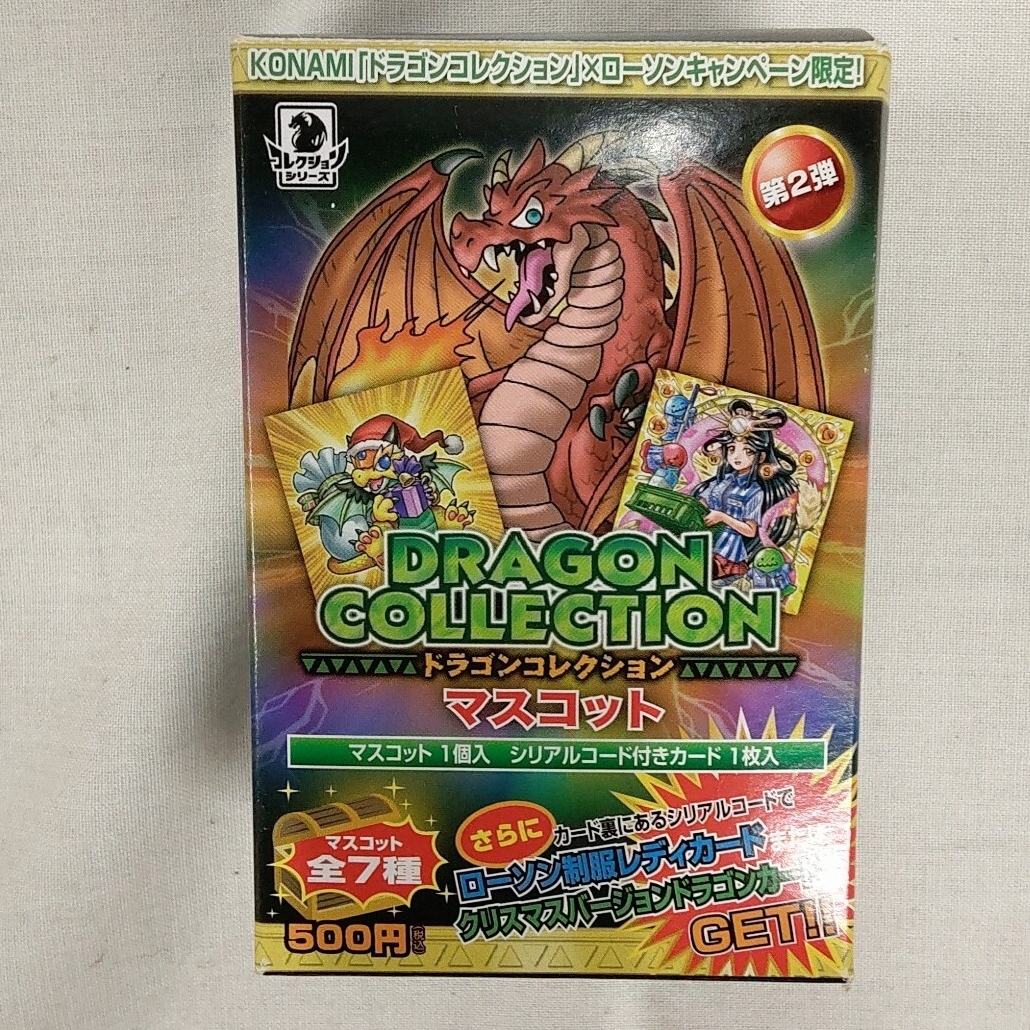 KONAMI「ドラゴンコレクション」×ローソンキャンペーン限定!
コレクション
シリーズ
第2弾
DRAGON
COLLECTION
ドラゴンコレクション
マスコット
マスコット 1個入 シリアルコード付きカード 1枚入
マスコット
全7種
さらに
カード裏にあるシリアルコードで
ローソン制服レディカード
クリスマスバージョンドラゴンカー
GET!!
500円(税込)